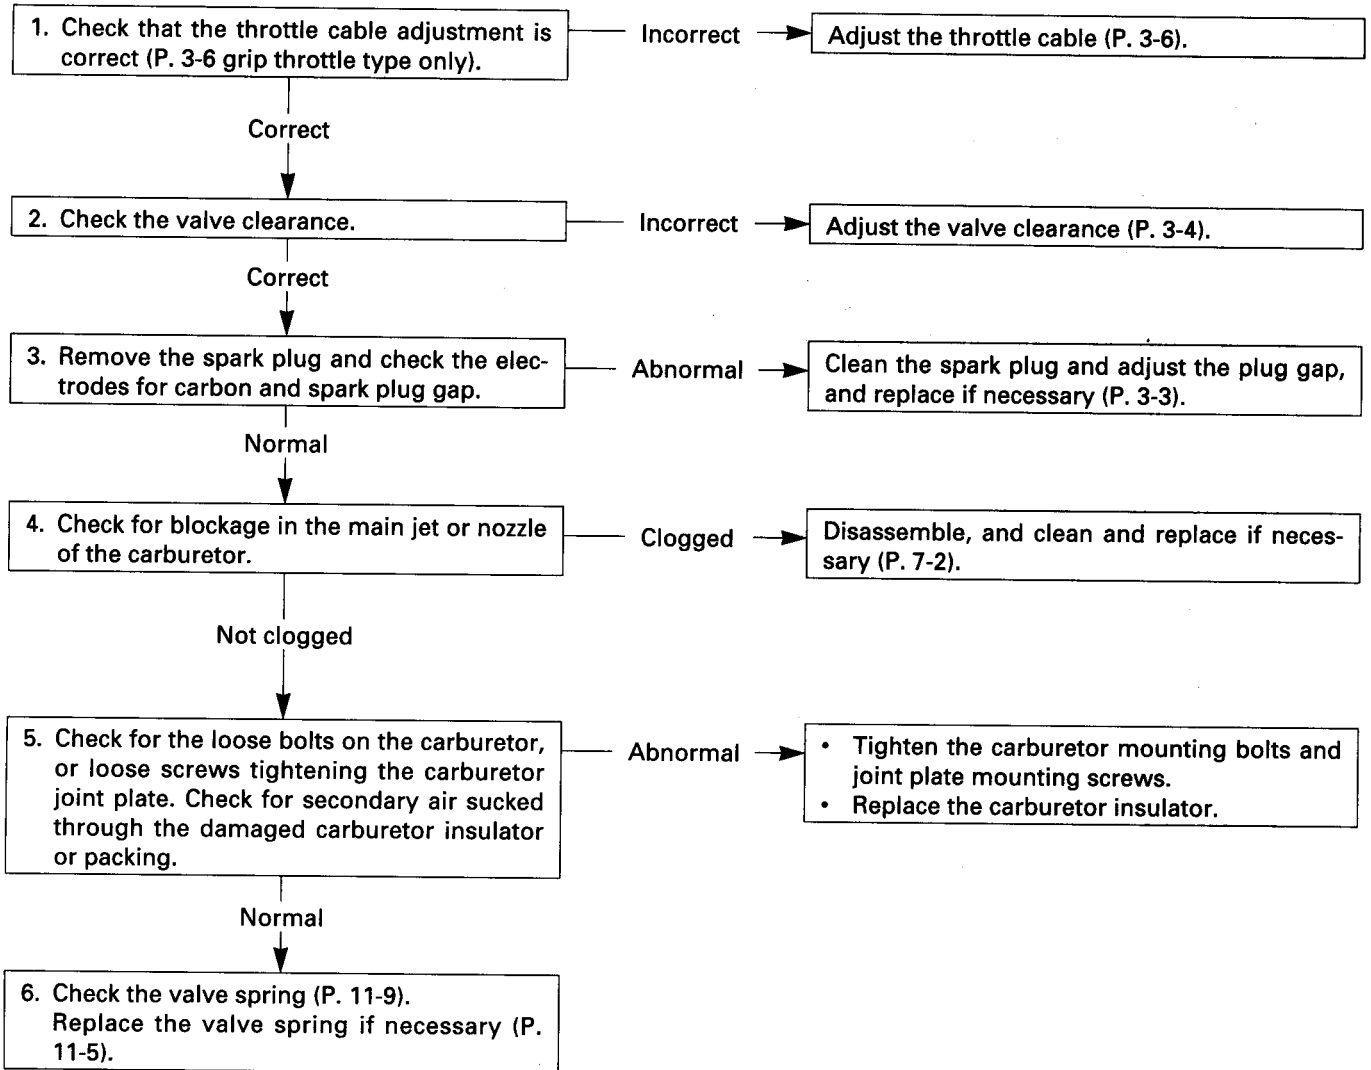 1. Check that the throttle cable adjustment is
correct (P. 3-6 grip throttle type only).
Incorrect
Adjust the throttle cable (P. 3-6).
Correct
2. Check the valve clearance.
Incorrect
Adjust the valve clearance (P. 3-4).
Correct
3. Remove the spark plug and check the elec-
trodes for carbon and spark plug gap.
Abnormal
Clean the spark plug and adjust the plug gap,
and replace if necessary (P. 3-3).
Normal
4. Check for blockage in the main jet or nozzle
of the carburetor.
Clogged
Disassemble, and clean and replace if neces-
sary (P. 7-2).
Not clogged
5. Check for the loose bolts on the carburetor,
or loose screws tightening the carburetor
joint plate. Check for secondary air sucked
through the damaged carburetor insulator
or packing.
Abnormal
• Tighten the carburetor mounting bolts and
joint plate mounting screws.
• Replace the carburetor insulator.
Normal
6. Check the valve spring (P. 11-9).
Replace the valve spring if necessary (P.
11-5).